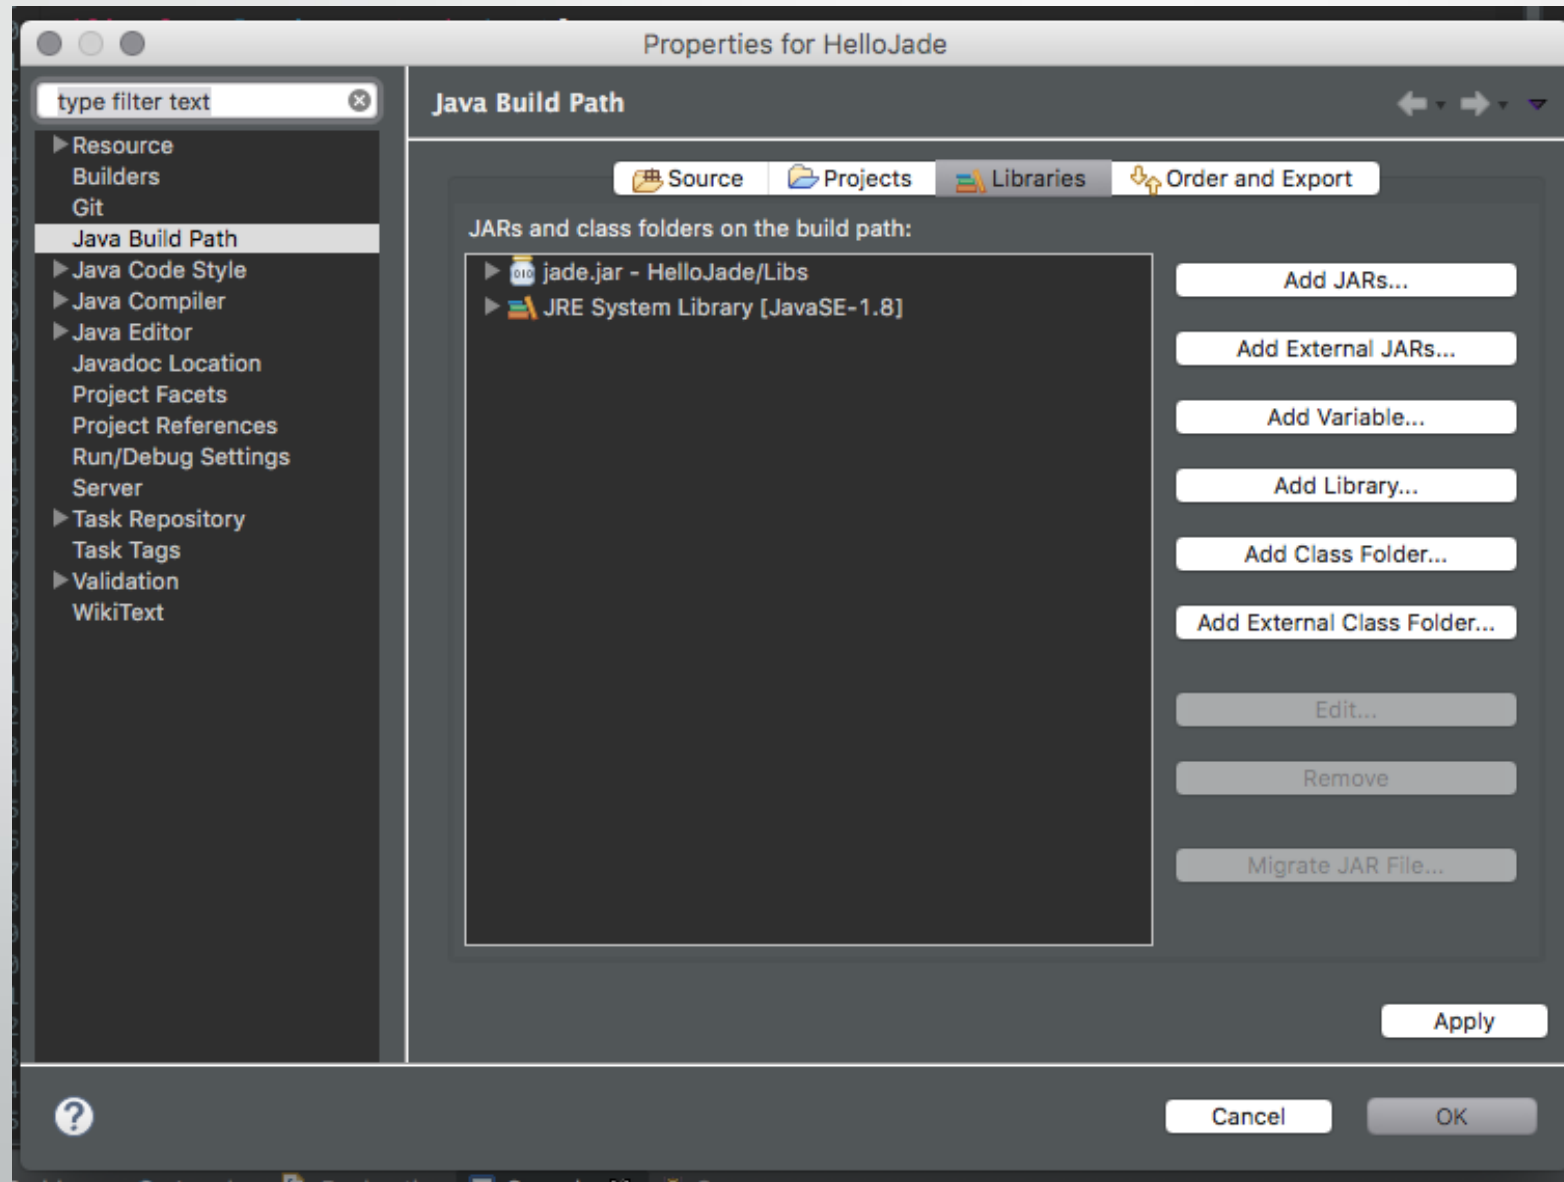 Properties for HelloJade
type filter text
Resource
Builders
Git
Java Build Path
Java Code Style
Java Compiler
Java Editor
Javadoc Location
Project Facets
Project References
Run/Debug Settings
Server
Task Repository
Task Tags
Validation
WikiText
Java Build Path
Source Projects Libraries Order and Export
JARs and class folders on the build path:
010 jade.jar - HelloJade/Libs
JRE System Library [JavaSE-1.8]
Add JARs...
Add External JARs...
Add Variable...
Add Library...
Add Class Folder...
Add External Class Folder...
Edit...
Remove
Migrate JAR File...
Apply
?
Cancel OK